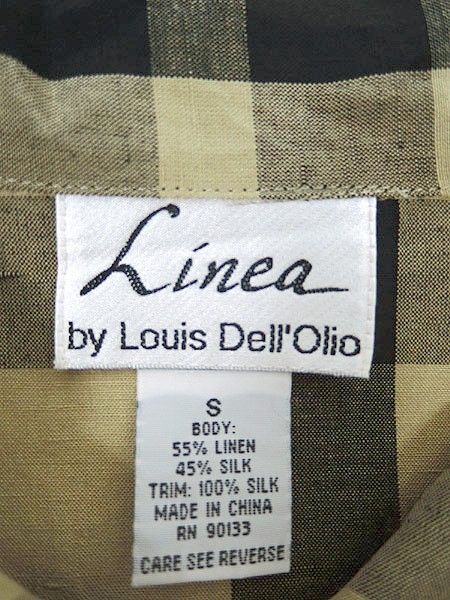 Linea
by Louis Dell'Olio
S
BODY:
55% LINEN
45% SILK
TRIM: 100% SILK
MADE IN CHINA
RN 90133
CARE SEE REVERSE